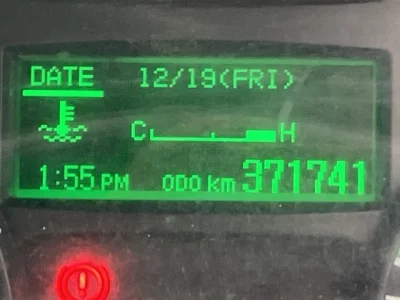 DATE 12/19(FRI)
C H
1:55 PM ODO km 371741